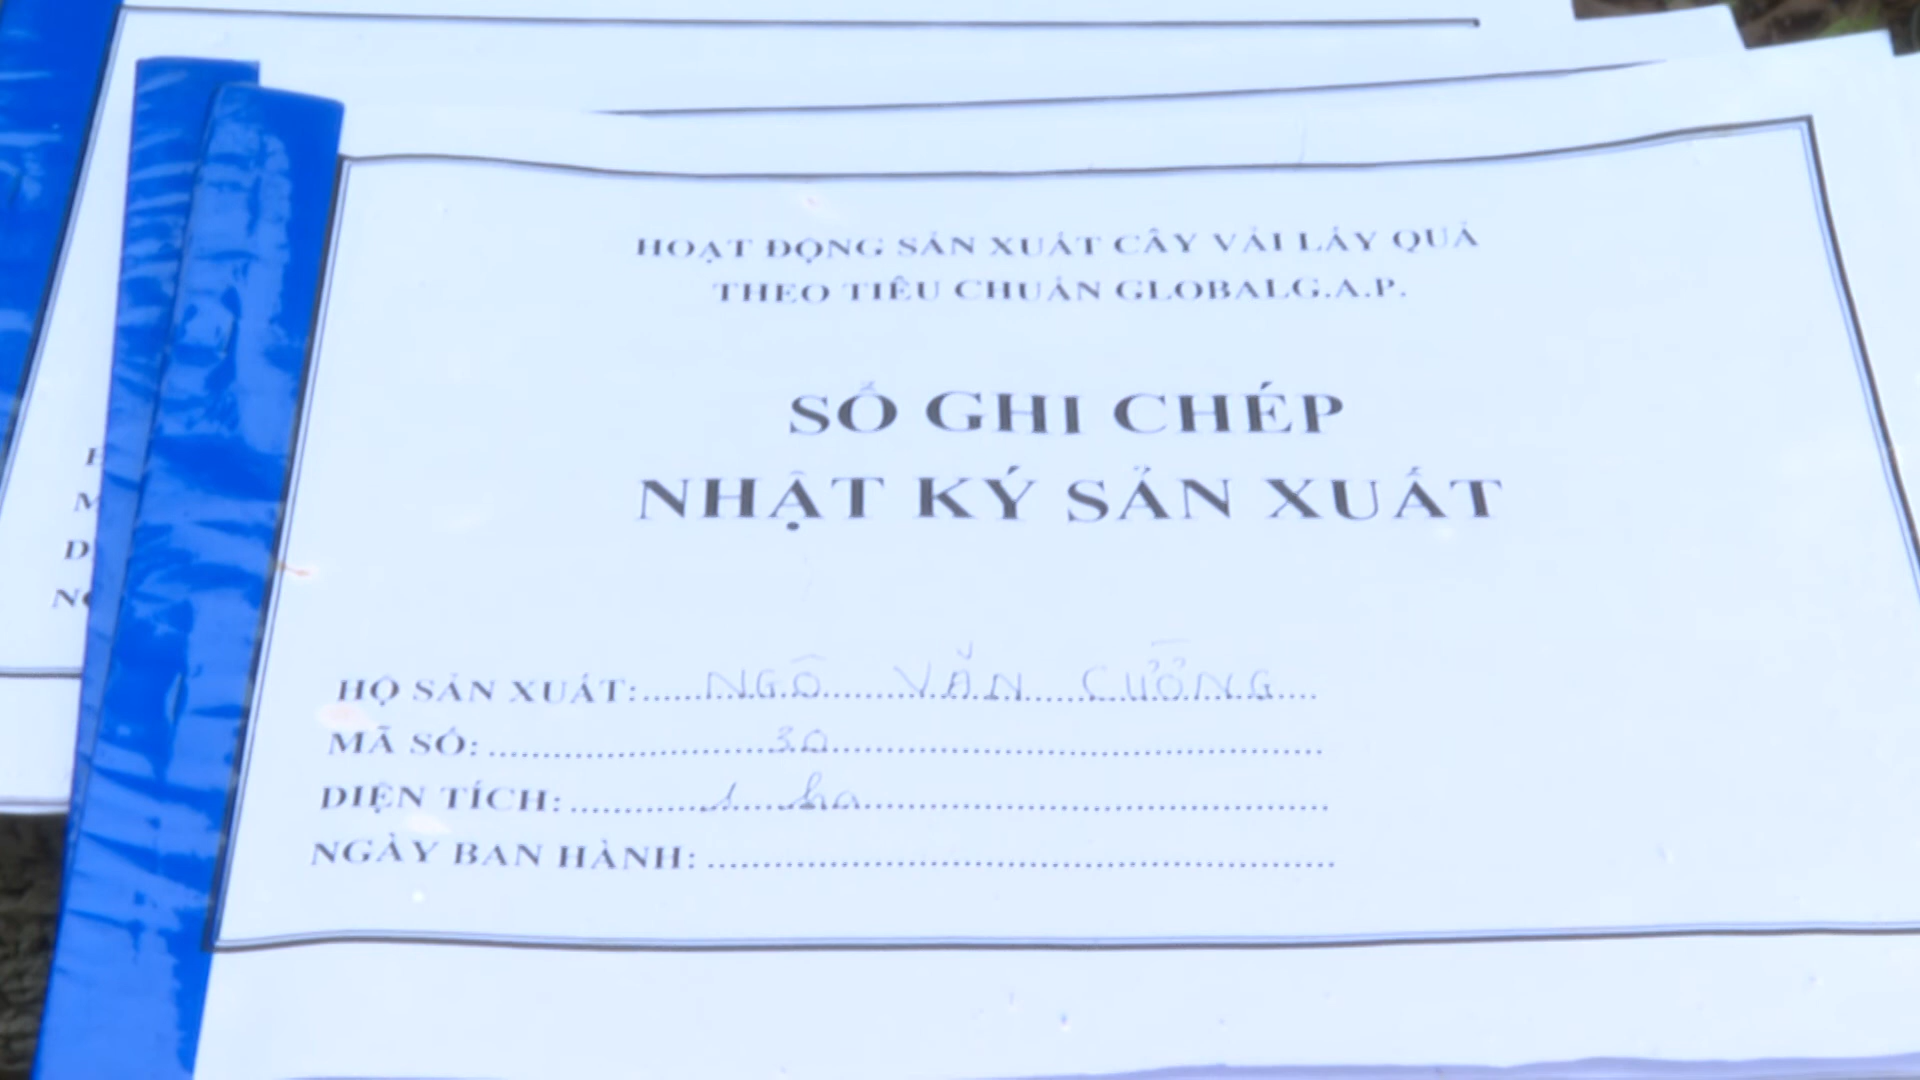 HOẠT ĐỘNG SẢN XUẤT CÂY VẢI LẤY QUẢ
THEO TIÊU CHUẨN GLOBALG.A.P.
SỔ GHI CHÉP
NHẬT KÝ SẢN XUẤT
HỘ SẢN XUẤT: NGÔ VĂN CƯỜNG
MÃ SỐ: 30
DIỆN TÍCH: 1 ha
NGÀY BAN HÀNH: